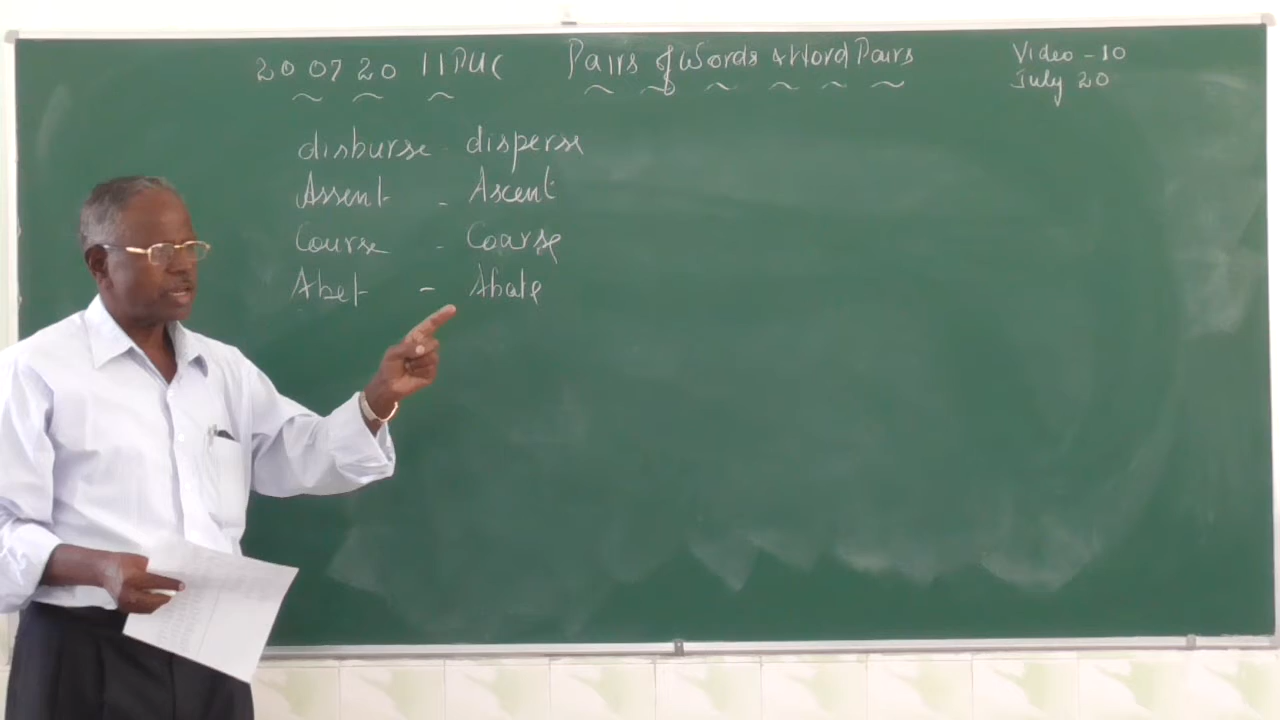 20 07 20 II PUC Pairs of Words & Word Pairs
Video - 10
July 20
disburse - disperse
Assent - Ascent
Course - Coarse
Abet - Abate